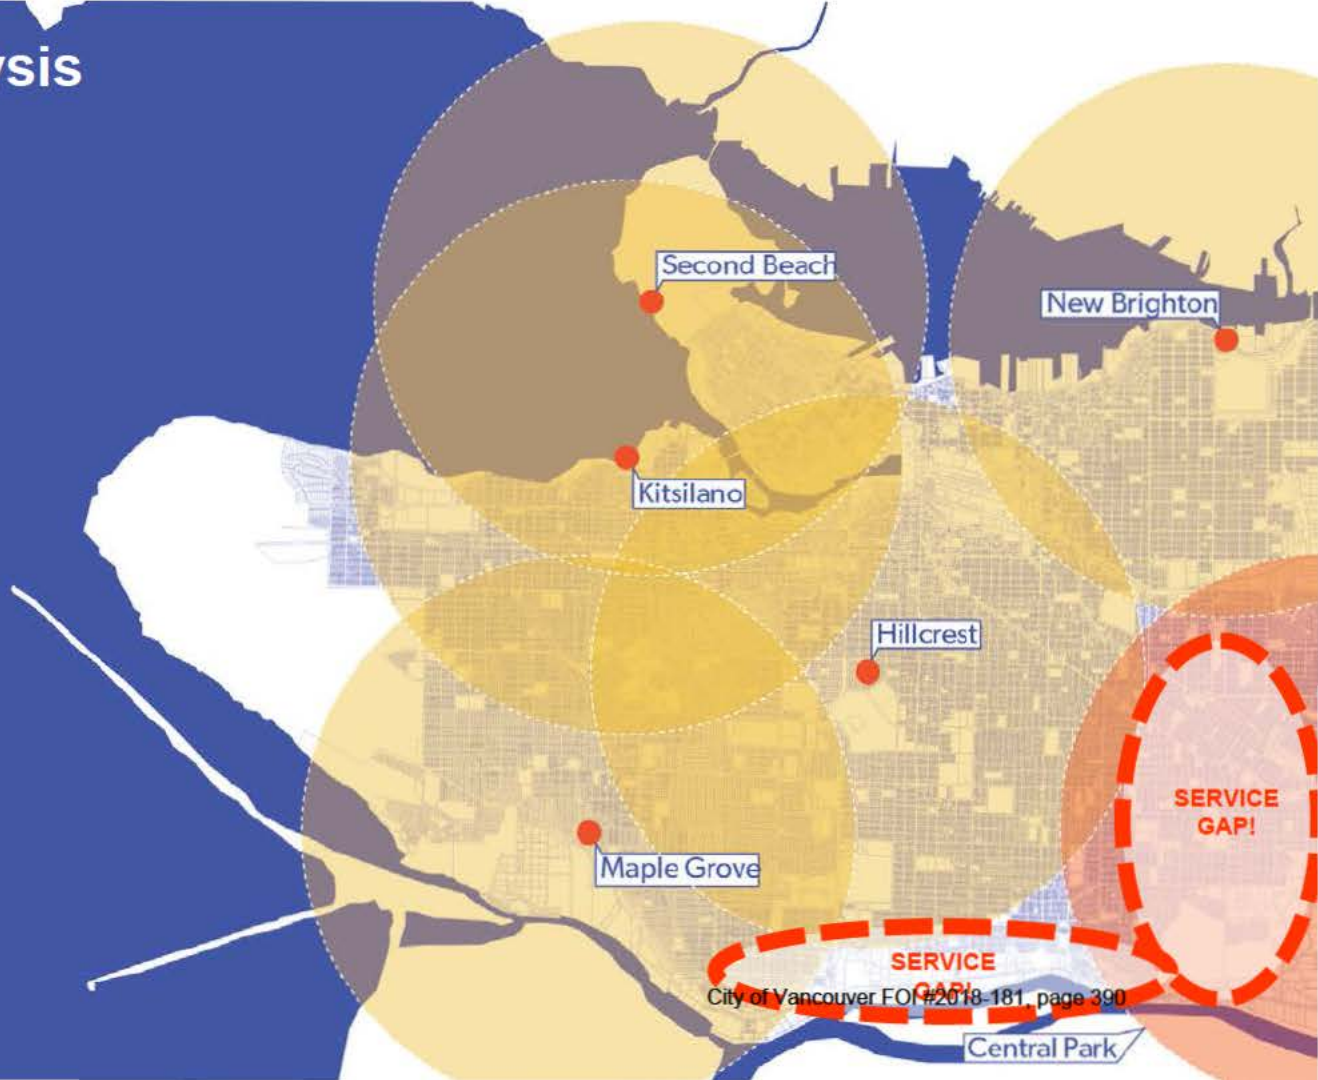 ysis
Second Beach
New Brighton
Kitsilano
Hillcrest
SERVICE
GAP!
Maple Grove
SERVICE
GAP!
City of Vancouver FOI #2018-181, page 390
Central Park